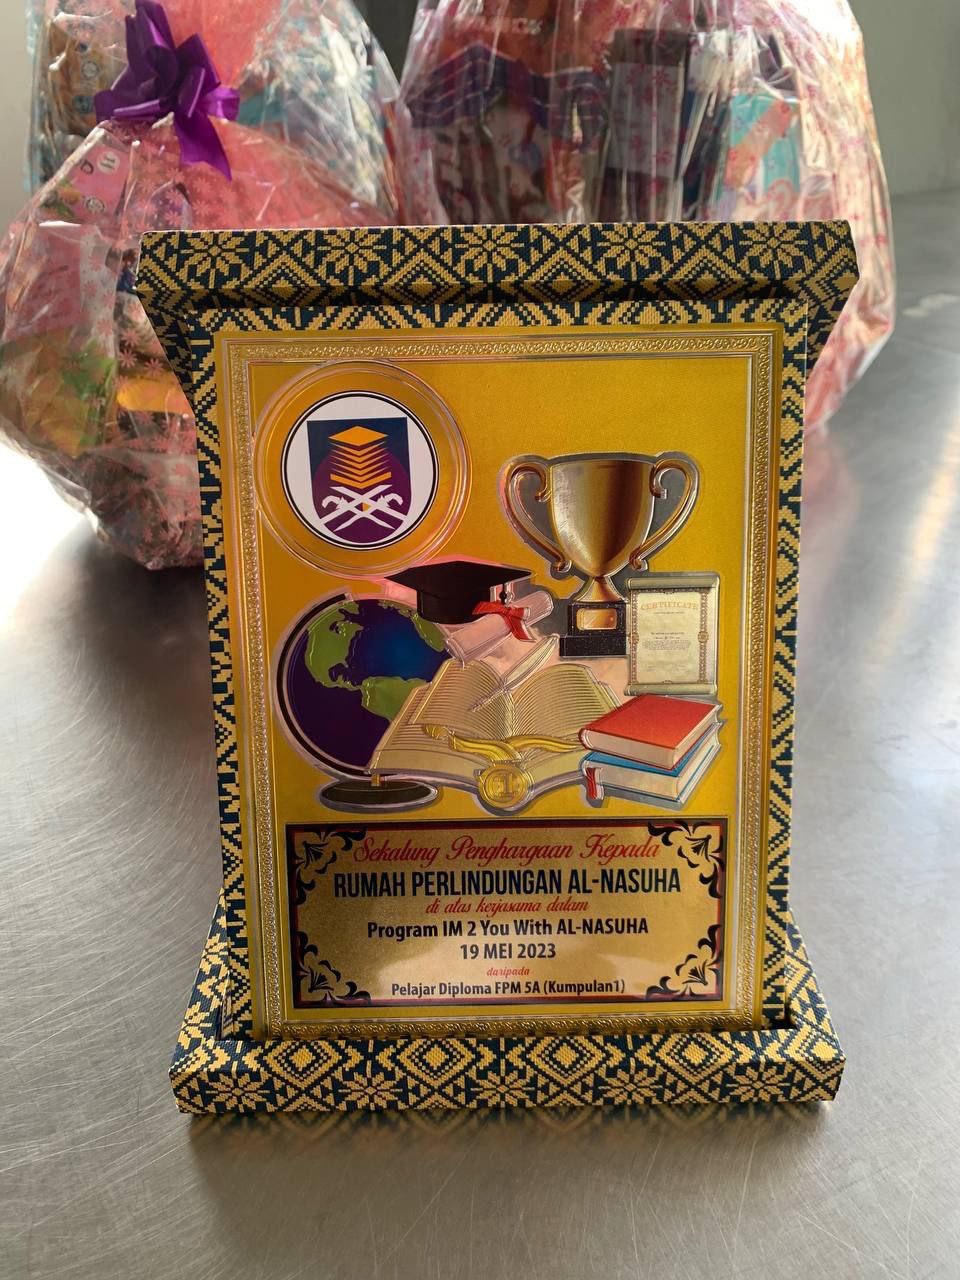 CERTIFICATE
1
Sekalung Penghargaan Kepada
RUMAH PERLINDUNGAN AL-NASUHA
di atas kerjasama dalam
Program IM 2 You With AL-NASUHA
19 MEI 2023
daripada
Pelajar Diploma FPM 5A (Kumpulan1)